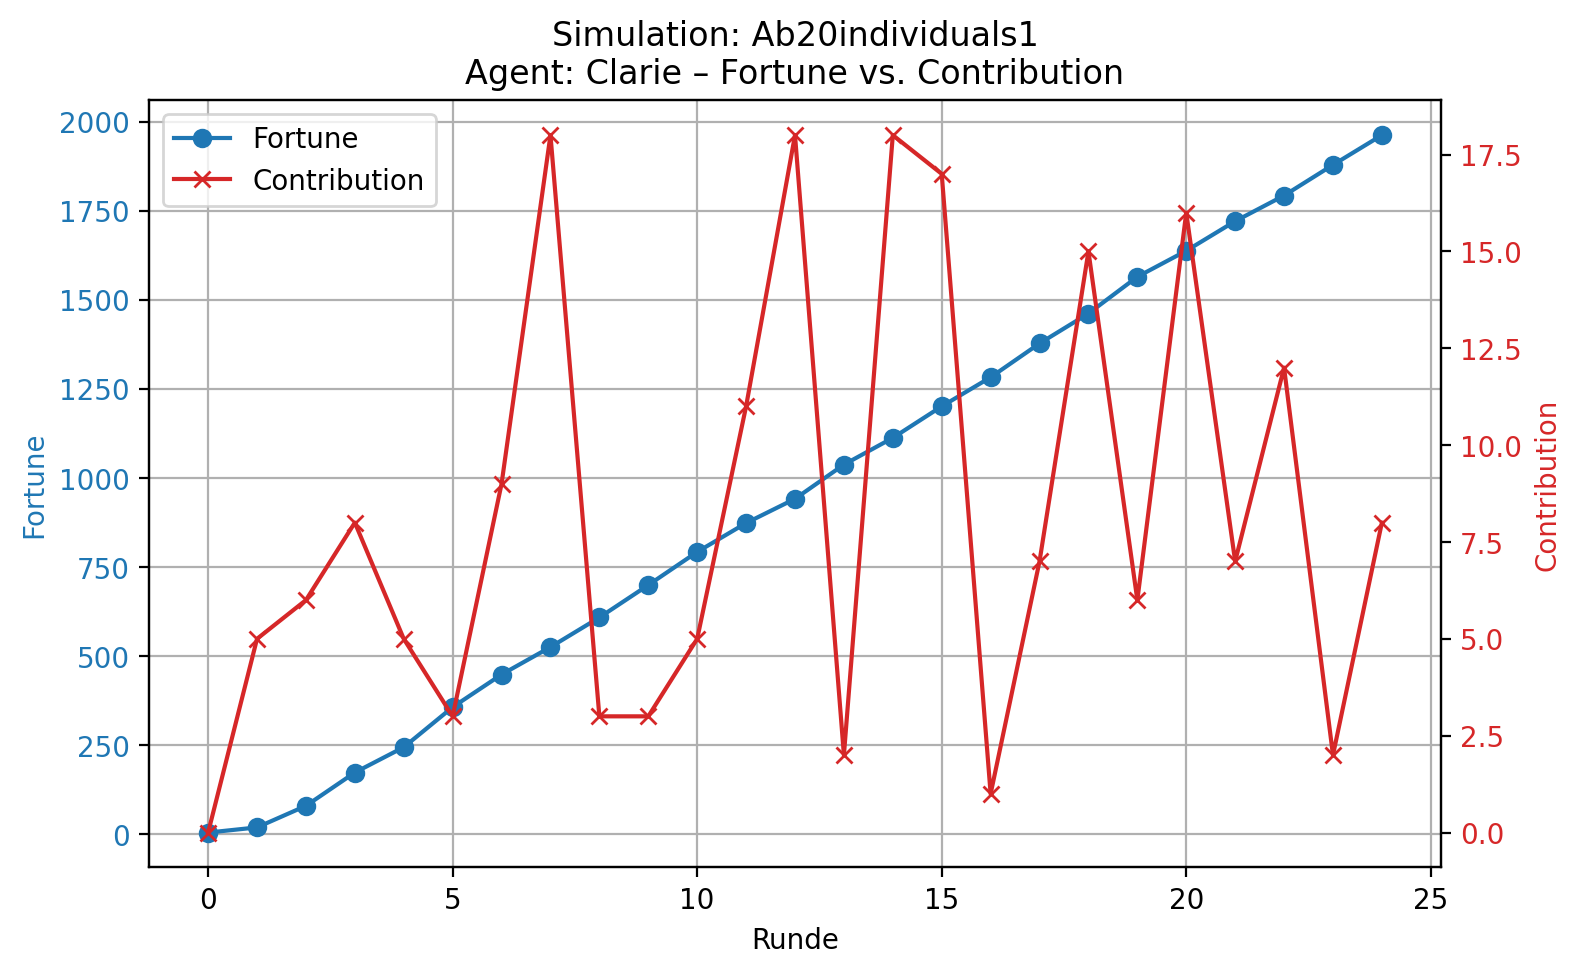 Simulation: Ab20individuals1
Agent: Clarie – Fortune vs. Contribution
Fortune
Contribution
2000
1750
1500
1250
1000
750
500
250
0
Fortune
17.5
15.0
12.5
10.0
7.5
5.0
2.5
0.0
Contribution
0 5 10 15 20 25
Runde